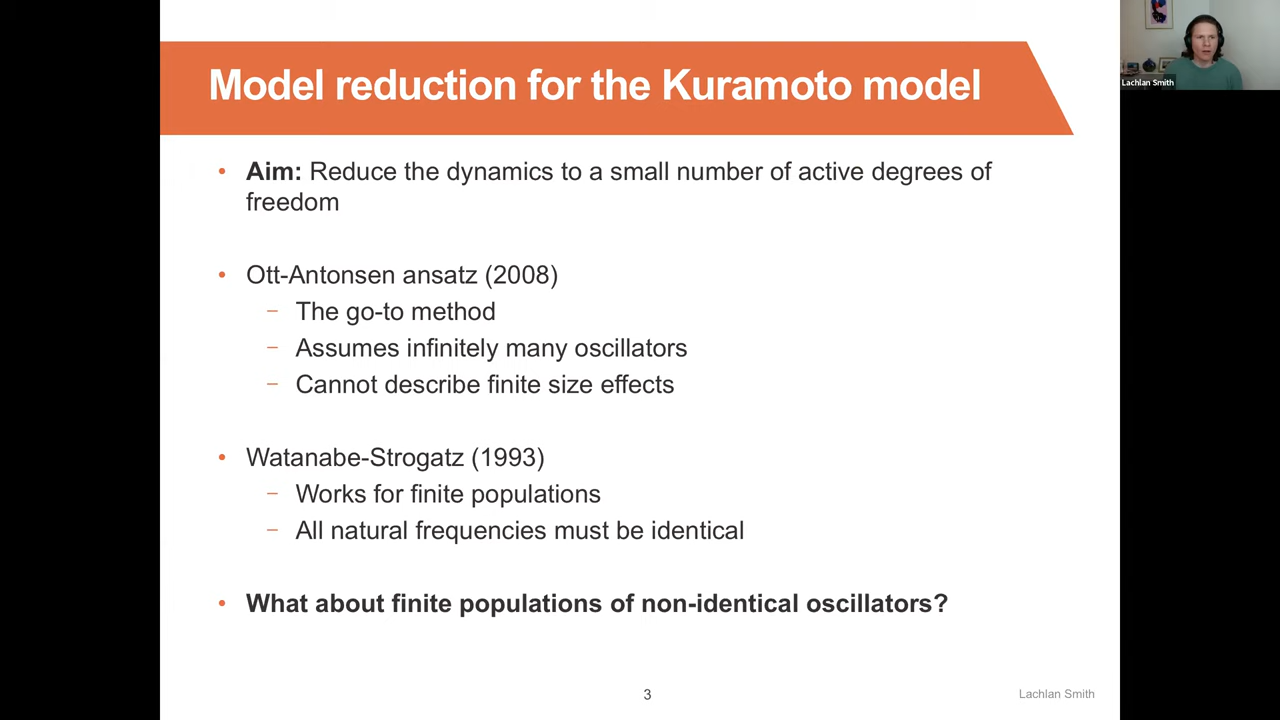 Model reduction for the Kuramoto model
Lachlan Smith
• Aim: Reduce the dynamics to a small number of active degrees of
freedom
• Ott-Antonsen ansatz (2008)
− The go-to method
− Assumes infinitely many oscillators
− Cannot describe finite size effects
• Watanabe-Strogatz (1993)
− Works for finite populations
− All natural frequencies must be identical
• What about finite populations of non-identical oscillators?
3
Lachlan Smith